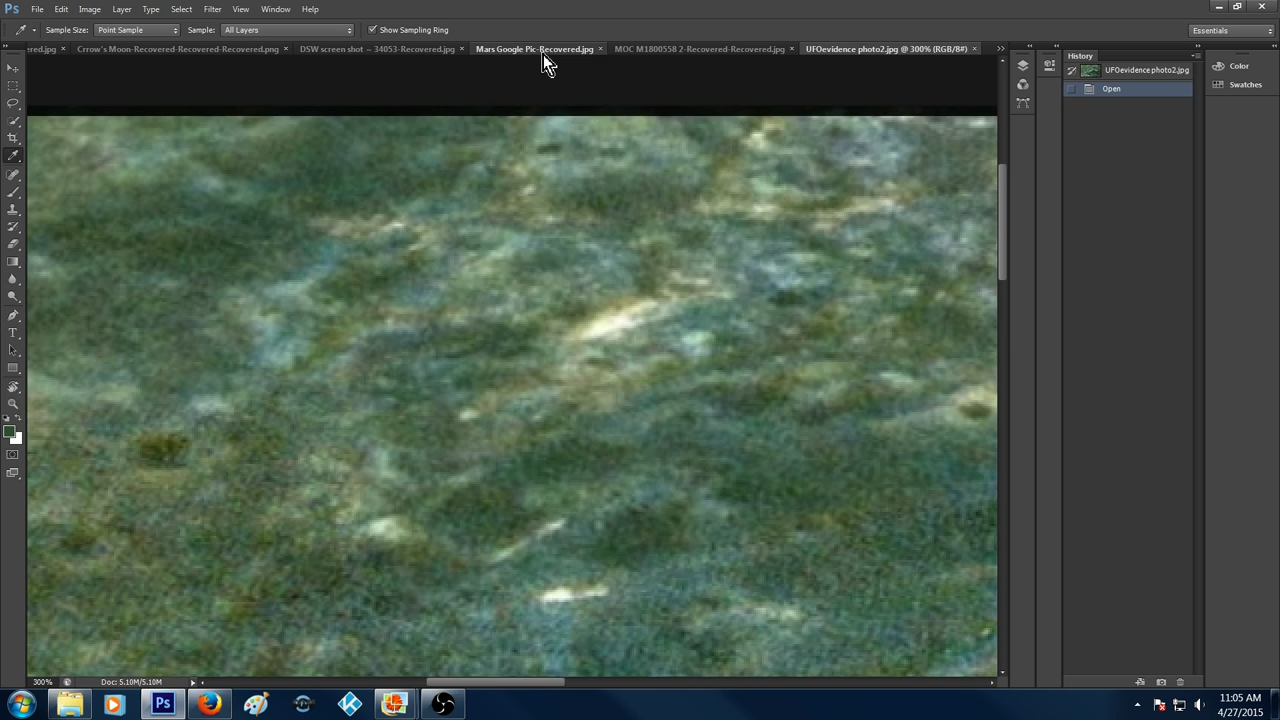 Ps File Edit Image Layer Type Select Filter View Window Help
Sample Size: Point Sample Sample: All Layers Show Sampling Ring Essentials
ered.jpg × Crrow's Moon-Recovered-Recovered-Recovered.png × DSW screen shot -- 34053-Recovered.jpg × Mars Google Pic-Recovered.jpg × MOC M1800558 2-Recovered-Recovered.jpg × UFOevidence photo2.jpg @ 300% (RGB/8#) ×
History
UFOevidence photo2.jpg
Open
Color
Swatches
300% Doc: 5.10M/5.10M
Ps
11:05 AM
4/27/2015